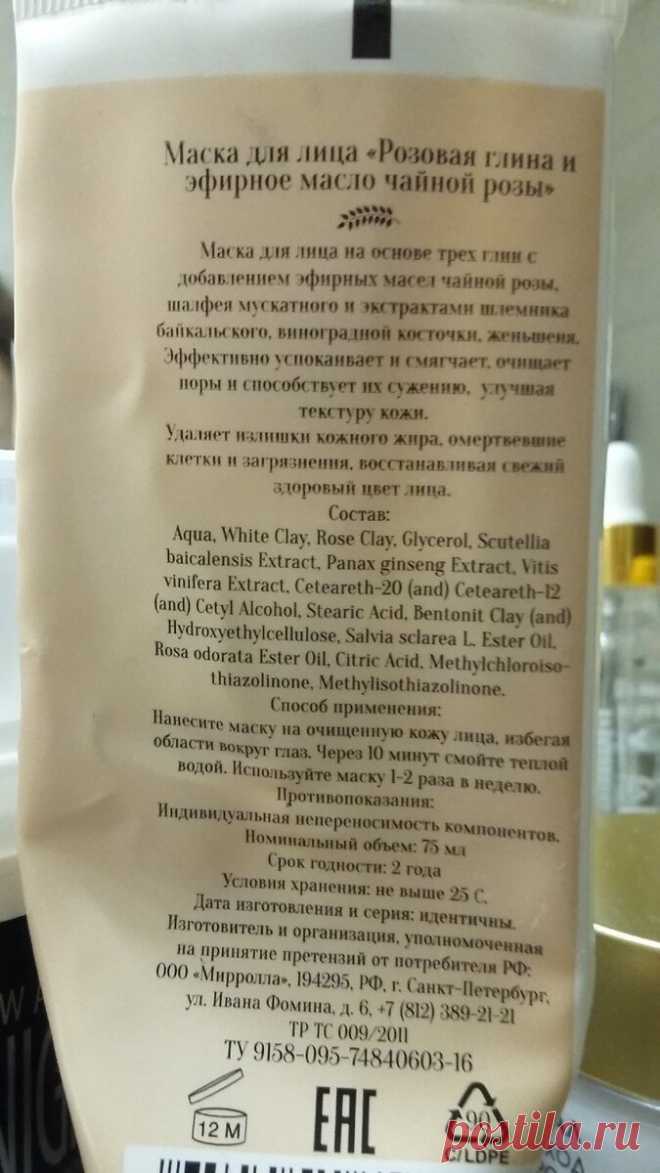 Маска для лица «Розовая глина и
эфирное масло чайной розы»
Маска для лица на основе трех глин с
добавлением эфирных масел чайной розы,
шалфея мускатного и экстрактами шлемника
байкальского, виноградной косточки, женьшеня.
Эффективно успокаивает и смягчает, очищает
поры и способствует их сужению, улучшая
текстуру кожи.
Удаляет излишки кожного жира, омертвевшие
клетки и загрязнения, восстанавливая свежий
здоровый цвет лица.
Состав:
Aqua, White Clay, Rose Clay, Glycerol, Scutellia
baicalensis Extract, Panax ginseng Extract, Vitis
vinifera Extract, Ceteareth-20 (and) Ceteareth-12
(and) Cetyl Alcohol, Stearic Acid, Bentonit Clay (and)
Hydroxyethylcellulose, Salvia sclarea L. Ester Oil,
Rosa odorata Ester Oil, Citric Acid, Methylchloroiso-
thiazolinone, Methylisothiazolinone.
Способ применения:
Нанесите маску на очищенную кожу лица, избегая
области вокруг глаз. Через 10 минут смойте теплой
водой. Используйте маску 1-2 раза в неделю.
Противопоказания:
Индивидуальная непереносимость компонентов.
Номинальный объем: 75 мл
Срок годности: 2 года
Условия хранения: не выше 25 С.
Дата изготовления и серия: идентичны.
Изготовитель и организация, уполномоченная
на принятие претензий от потребителя РФ:
ООО «Мирролла», 194295, РФ, г. Санкт-Петербург,
ул. Ивана Фомина, д. 6, +7 (812) 389-21-21
ТР ТС 009/2011
ТУ 9158-095-74840603-16
12 M
EAC
90
C/LDPE
postila.ru